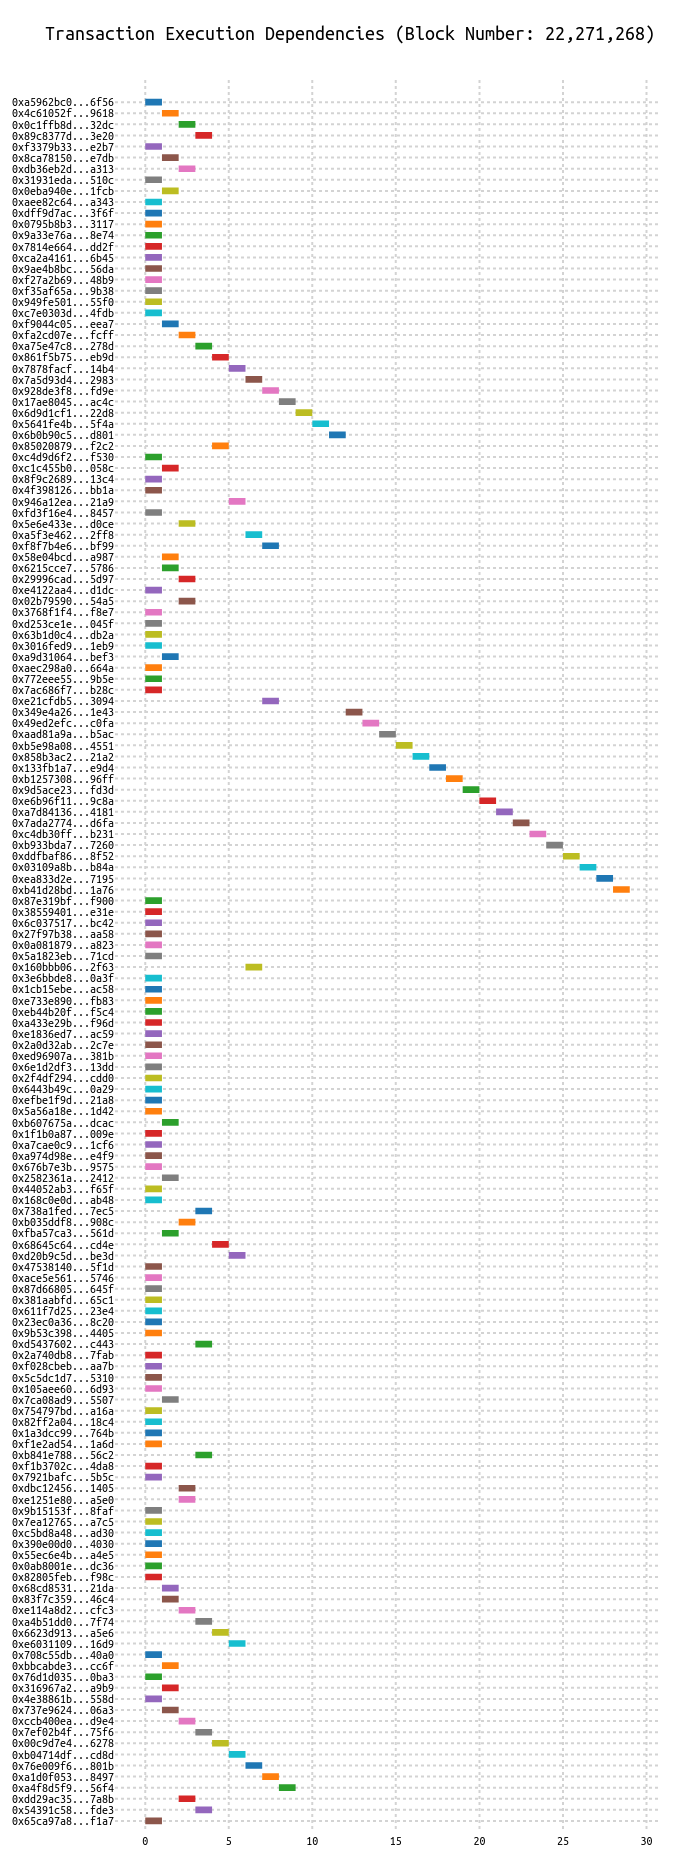 Transaction Execution Dependencies (Block Number: 22,271,268)
0xa5962bc0...6f56
0x4c61052f...9618
0x0c1ffb8d...32dc
0x89c8377d...3e20
0xf3379b33...e2b7
0x8ca78150...e7db
0xdb36eb2d...a313
0x31931eda...510c
0x0eba940e...1fcb
0xaee82c64...a343
0xdff9d7ac...3f6f
0x0795b8b3...3117
0x9a33e76a...8e74
0x7814e664...dd2f
0xca2a4161...6b45
0x9ae4b8bc...56da
0xf27a2b69...48b9
0xf35af65a...9b38
0x949fe501...55f0
0xc7e0303d...4fdb
0xf9044c05...eea7
0xfa2cd07e...fcff
0xa75e47c8...278d
0x861f5b75...eb9d
0x7878facf...14b4
0x7a5d93d4...2983
0x928de3f8...fd9e
0x17ae8045...ac4c
0x6d9d1cf1...22d8
0x5641fe4b...5f4a
0x6b0b90c5...d801
0x85020879...f2c2
0xc4d9d6f2...f530
0xc1c455b0...058c
0x8f9c2689...13c4
0x4f398126...bb1a
0x946a12ea...21a9
0xfd3f16e4...8457
0x5e6e433e...d0ce
0xa5f3e462...2ff8
0xf8f7b4e6...bf99
0x58e04bcd...a987
0x6215cce7...5786
0x29996cad...5d97
0xe4122aa4...d1dc
0x02b79590...54a5
0x3768f1f4...f8e7
0xd253ce1e...045f
0x63b1d0c4...db2a
0x3016fed9...1eb9
0xa9d31064...bef3
0xaec298a0...664a
0x772eee55...9b5e
0x7ac686f7...b28c
0xe21cfdb5...3094
0x349e4a26...1e43
0x49ed2efc...c0fa
0xaad81a9a...b5ac
0xb5e98a08...4551
0x858b3ac2...21a2
0x133fb1a7...e9d4
0xb1257308...96ff
0x9d5ace23...fd3d
0xe6b96f11...9c8a
0xa7d84136...4181
0x7ada2774...d6fa
0xc4db30ff...b231
0xb933bda7...7260
0xddfbaf86...8f52
0x03109a8b...b84a
0xea833d2e...7195
0xb41d28bd...1a76
0x87e319bf...f900
0x38559401...e31e
0x6c037517...bc42
0x27f97b38...aa58
0x0a081879...a823
0x5a1823eb...71cd
0x160bbb06...2f63
0x3e6bbde8...0a3f
0x1cb15ebe...ac58
0xe733e890...fb83
0xeb44b20f...f5c4
0xa433e29b...f96d
0xe1836ed7...ac59
0x2a0d32ab...2c7e
0xed96907a...381b
0x6e1d2df3...13dd
0x2f4df294...cdd0
0x6443b49c...0a29
0xefbe1f9d...21a8
0x5a56a18e...1d42
0xb607675a...dcac
0x1f1b0a87...009e
0xa7cae0c9...1cf6
0xa974d98e...e4f9
0x676b7e3b...9575
0x2582361a...2412
0x44052ab3...f65f
0x168c0e0d...ab48
0x738a1fed...7ec5
0xb035ddf8...908c
0xfba57ca3...561d
0x68645c64...cd4e
0xd20b9c5d...be3d
0x47538140...5f1d
0xace5e561...5746
0x87d66805...645f
0x381aabfd...65c1
0x611f7d25...23e4
0x23ec0a36...8c20
0x9b53c398...4405
0xd5437602...c443
0x2a740db8...7fab
0xf028cbeb...aa7b
0x5c5dc1d7...5310
0x105aee60...6d93
0x7ca08ad9...5507
0x754797bd...a16a
0x82ff2a04...18c4
0x1a3dcc99...764b
0xf1e2ad54...1a6d
0xb841e788...56c2
0xf1b3702c...4da8
0x7921bafc...5b5c
0xdbc12456...1405
0xe1251e80...a5e0
0x9b15153f...8faf
0x7ea12765...a7c5
0xc5bd8a48...ad30
0x390e00d0...4030
0x55ec6e4b...a4e5
0x0ab8001e...dc36
0x82805feb...f98c
0x68cd8531...21da
0x83f7c359...46c4
0xe114a8d2...cfc3
0xa4b51dd0...7f74
0x6623d913...a5e6
0xe6031109...16d9
0x708c55db...40a0
0xbbcabde3...cc6f
0x76d1d035...0ba3
0x316967a2...a9b9
0x4e38861b...558d
0x737e9624...06a3
0xccb400ea...d9e4
0x7ef02b4f...75f6
0x00c9d7e4...6278
0xb04714df...cd8d
0x76e009f6...801b
0xa1d0f053...8497
0xa4f8d5f9...56f4
0xdd29ac35...7a8b
0x54391c58...fde3
0x65ca97a8...f1a7
0 5 10 15 20 25 30